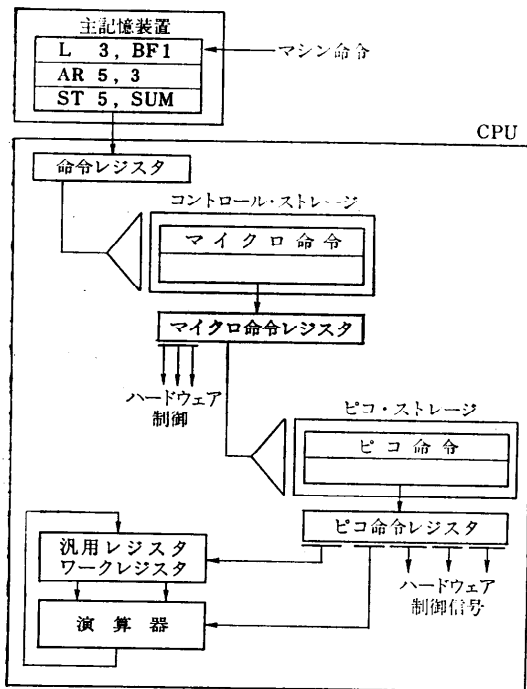 主記憶装置
L 3, BF1
AR 5, 3
ST 5, SUM
マシン命令
CPU
命令レジスタ
コントロール・ストレージ
マイクロ命令
マイクロ命令レジスタ
ハードウェア
制御
ピコ・ストレージ
ピコ命令
ピコ命令レジスタ
汎用レジスタ
ワークレジスタ
ハードウェア
制御信号
演算器